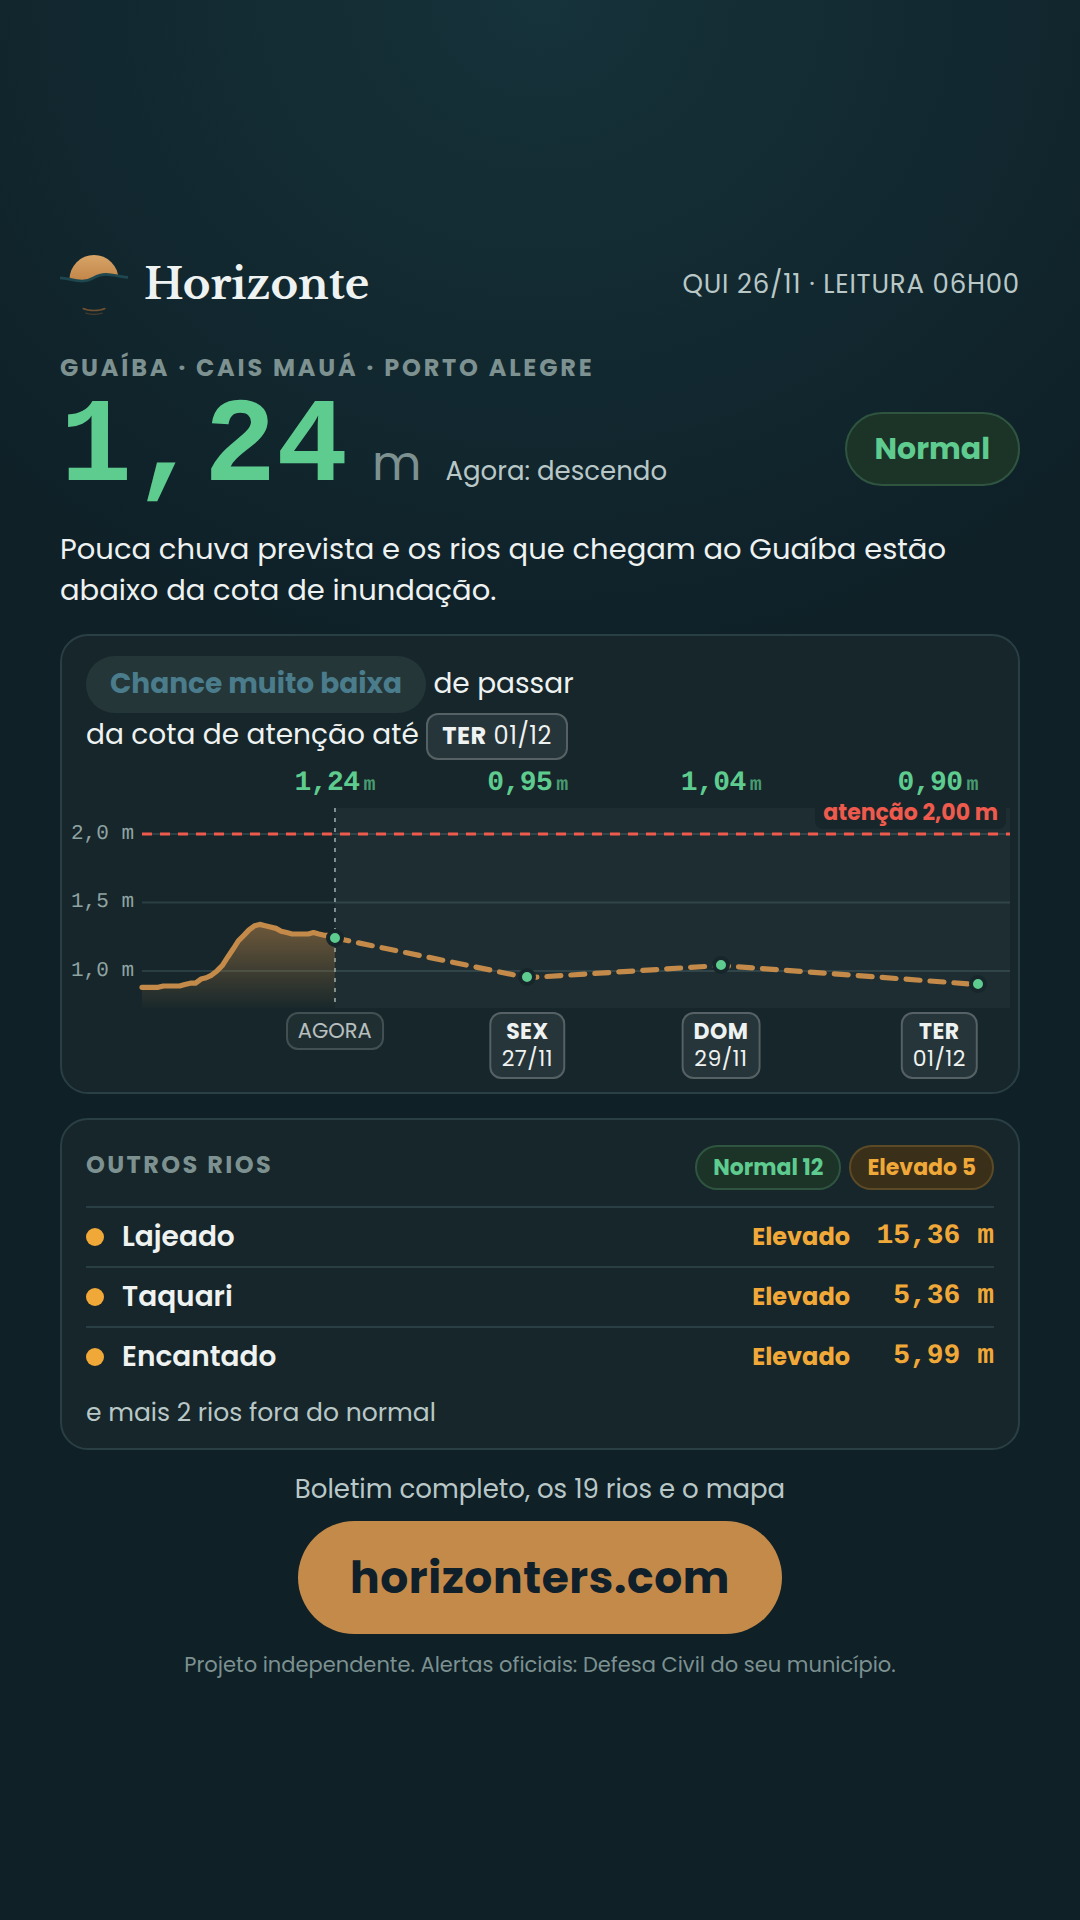 Horizonte
QUI 26/11 · LEITURA 06H00
GUAÍBA · CAIS MAUÁ · PORTO ALEGRE
1,24 m Agora: descendo
Normal
Pouca chuva prevista e os rios que chegam ao Guaíba estão
abaixo da cota de inundação.
Chance muito baixa de passar
da cota de atenção até TER 01/12
1,24 m 0,95 m 1,04 m 0,90 m
atenção 2,00 m
2,0 m
1,5 m
1,0 m
AGORA SEX DOM TER
27/11 29/11 01/12
OUTROS RIOS Normal 12 Elevado 5
Lajeado Elevado 15,36 m
Taquari Elevado 5,36 m
Encantado Elevado 5,99 m
e mais 2 rios fora do normal
Boletim completo, os 19 rios e o mapa
horizonters.com
Projeto independente. Alertas oficiais: Defesa Civil do seu município.